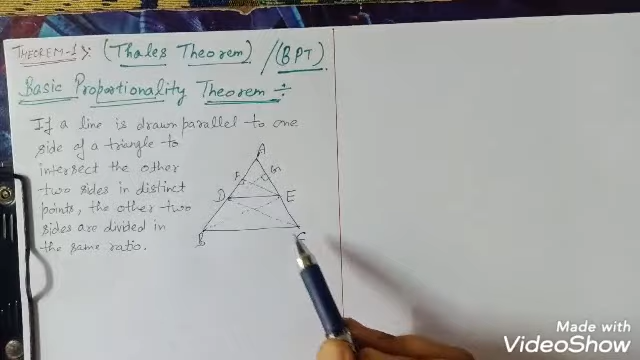 THEOREM-1 :- (Thales Theorem) / (BPT)
Basic Proportionality Theorem :-
If a line is drawn parallel to one
side of a triangle to
intersect the other
two sides in distinct
points, the other two
sides are divided in
the same ratio.
A
F
D E
B C
Made with
VideoShow